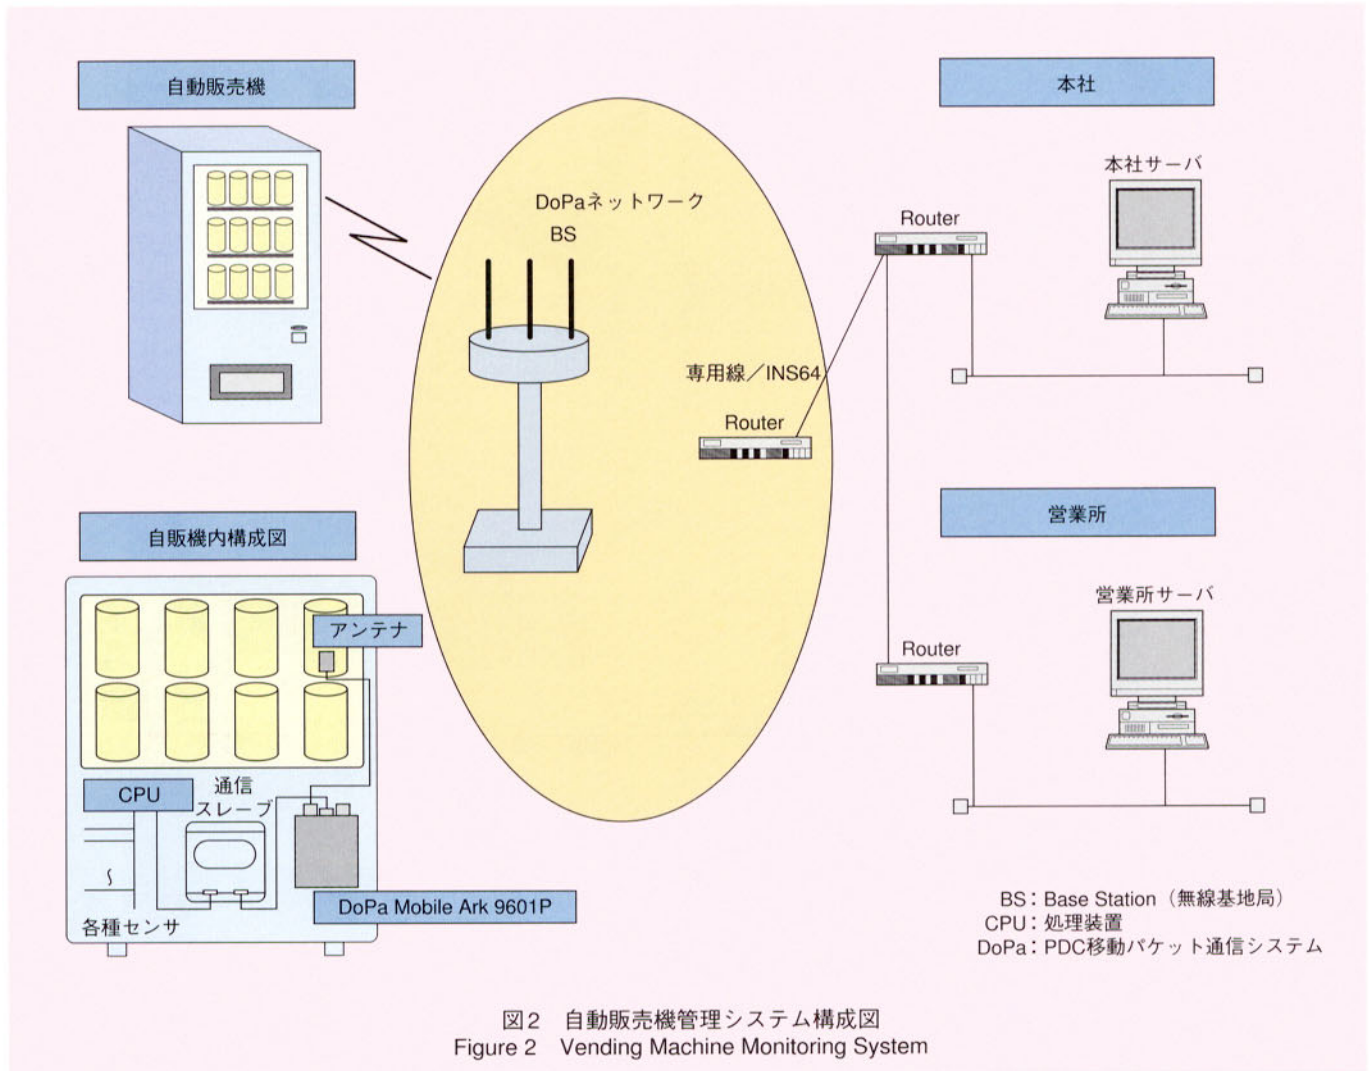 自動販売機
本社
本社サーバ
DoPaネットワーク
BS
Router
専用線／INS64
Router
自販機内構成図
営業所
営業所サーバ
アンテナ
Router
CPU
通信
スレーブ
DoPa Mobile Ark 9601P
各種センサ
BS：Base Station（無線基地局）
CPU：処理装置
DoPa：PDC移動パケット通信システム
図2　自動販売機管理システム構成図
Figure 2　Vending Machine Monitoring System